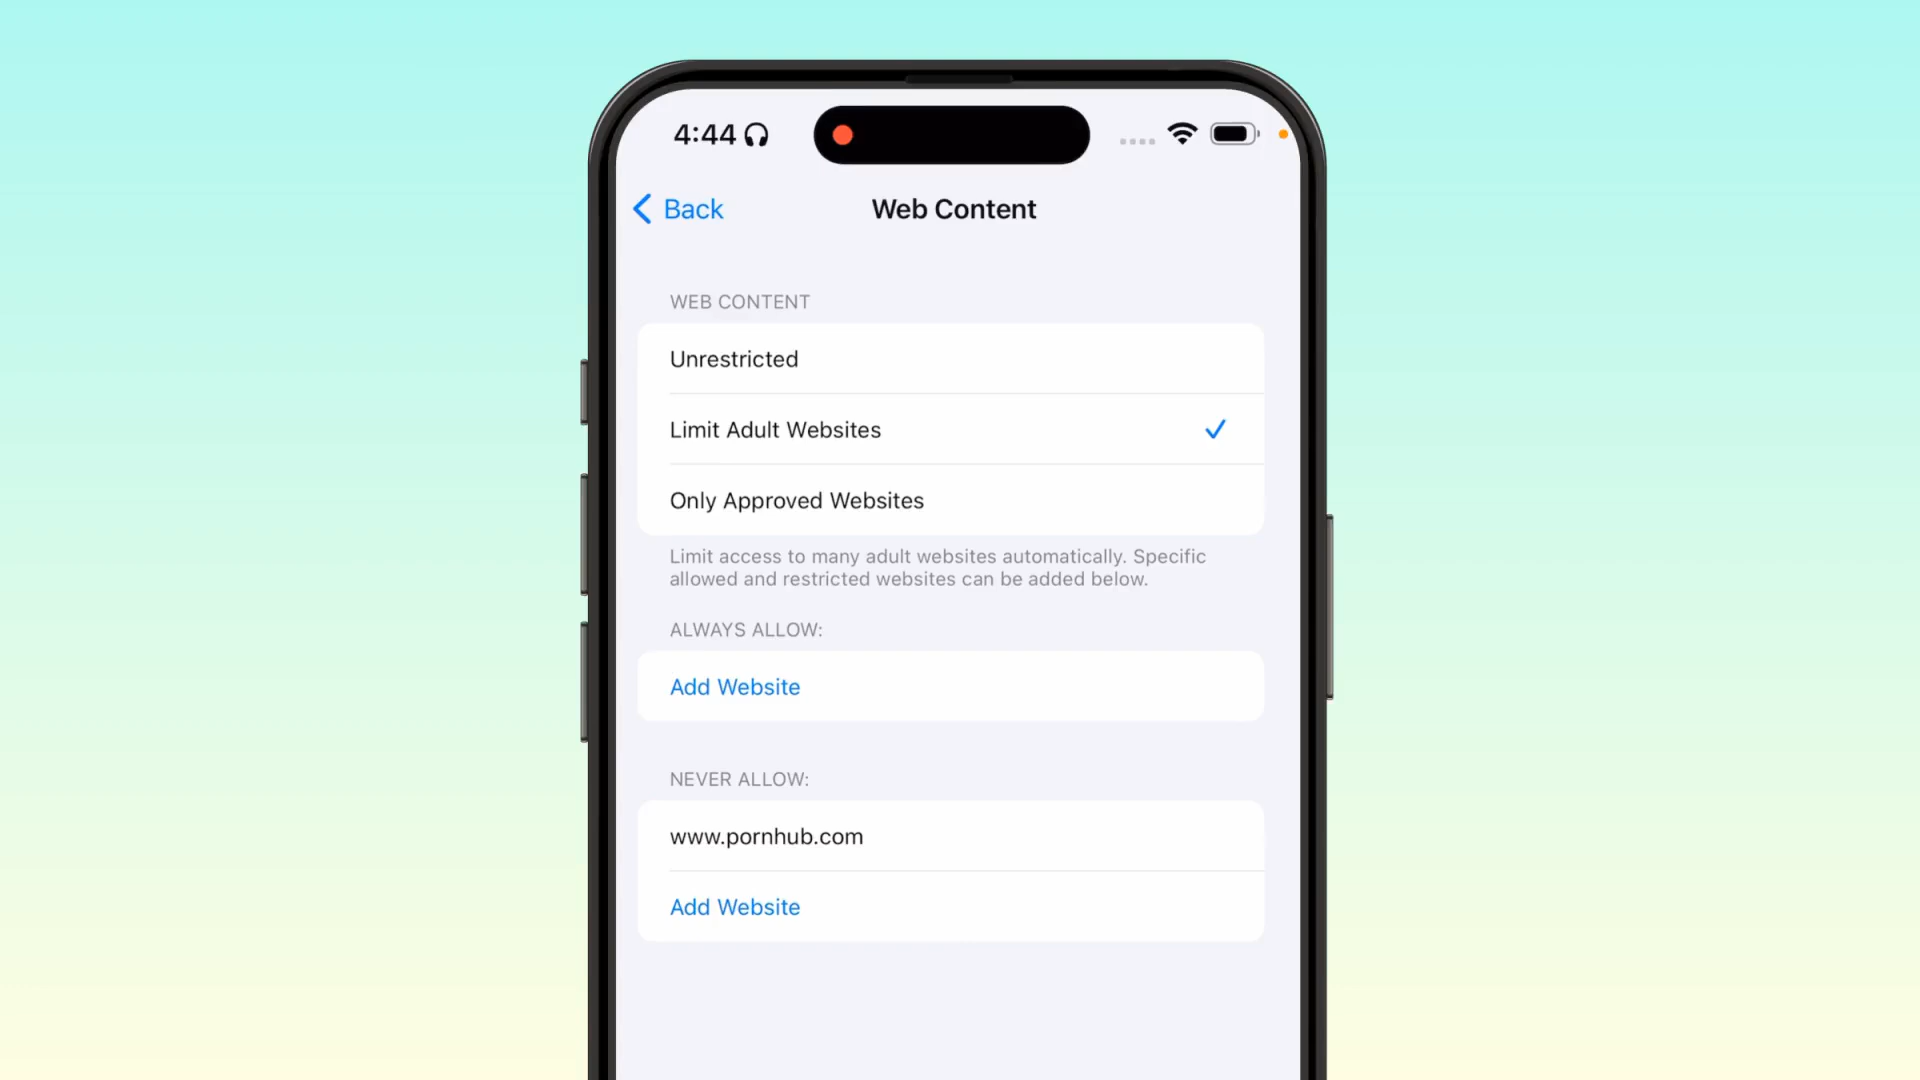 4:44
Back
Web Content
WEB CONTENT
Unrestricted
Limit Adult Websites
Only Approved Websites
Limit access to many adult websites automatically. Specific
allowed and restricted websites can be added below.
ALWAYS ALLOW:
Add Website
NEVER ALLOW:
www.pornhub.com
Add Website